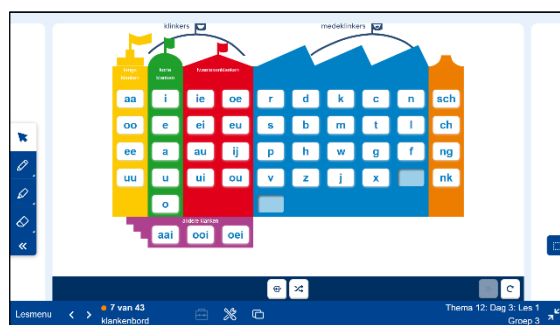 klinkers medeklinkers
lange klanken korte klanken tweetekenklanken
aa i ie oe r d k c n sch
oo e ei eu s b m t l ch
ee a au ij p h w g f ng
uu u ui ou v z j x nk
o
andere klanken
aai ooi oei
Lesmenu 7 van 43 Thema 12: Dag 3: Les 1
klankenbord Groep 3